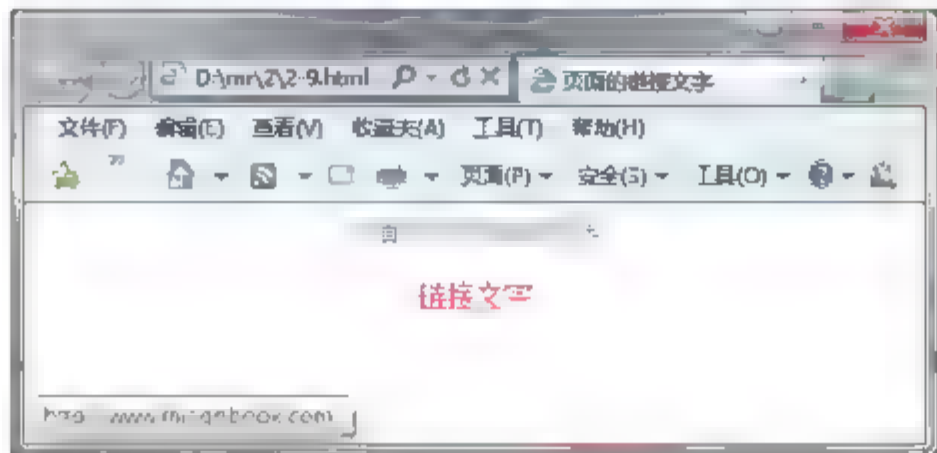 D:\mr\2\2-9.html 页面的链接文字
文件(F) 编辑(E) 查看(V) 收藏夹(A) 工具(T) 帮助(H)
页面(P) 安全(S) 工具(O)
链接文字